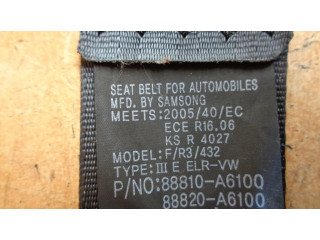 SEAT BELT FOR AUTOMOBILES
MFD. BY SAMSONG
MEETS:2005/40/EC
ECE R16.06
KS R 4027
MODEL:F/R3/432
TYPE:III E ELR-VW
P/NO:88810-A6100
88820-A6100